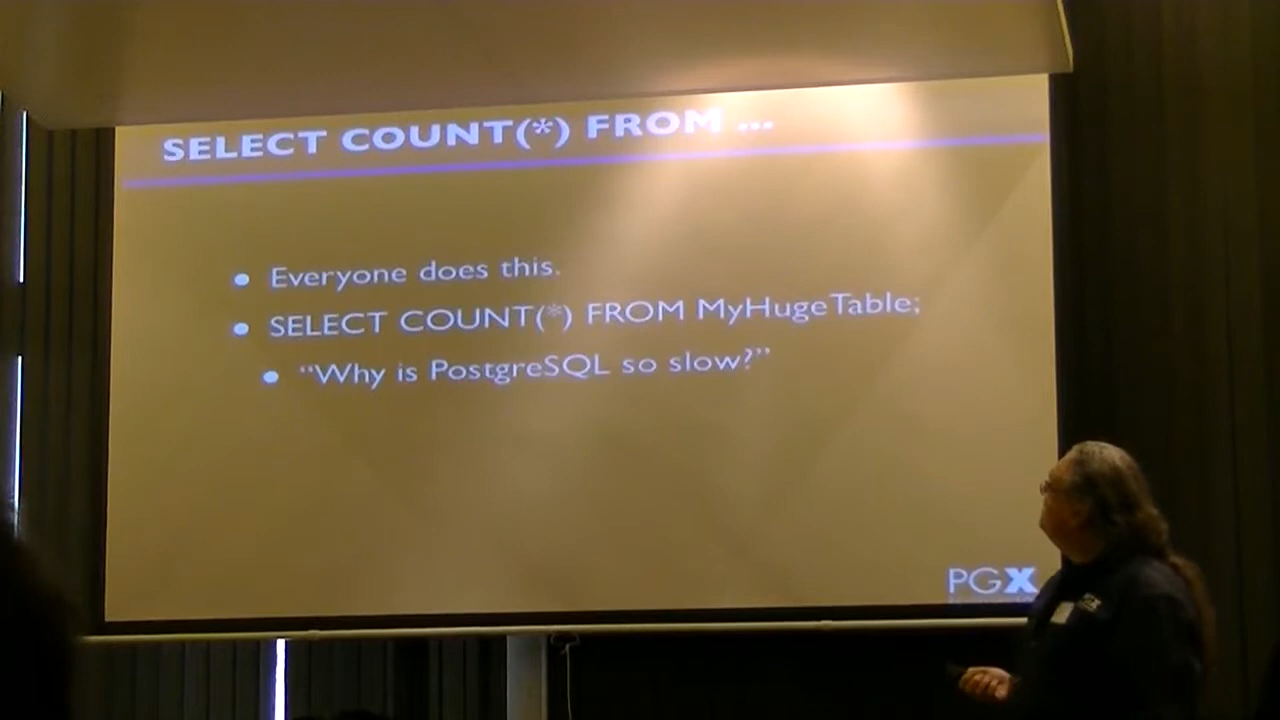 SELECT COUNT(*) FROM ...
Everyone does this.
SELECT COUNT(*) FROM MyHugeTable;
“Why is PostgreSQL so slow?”
PGX